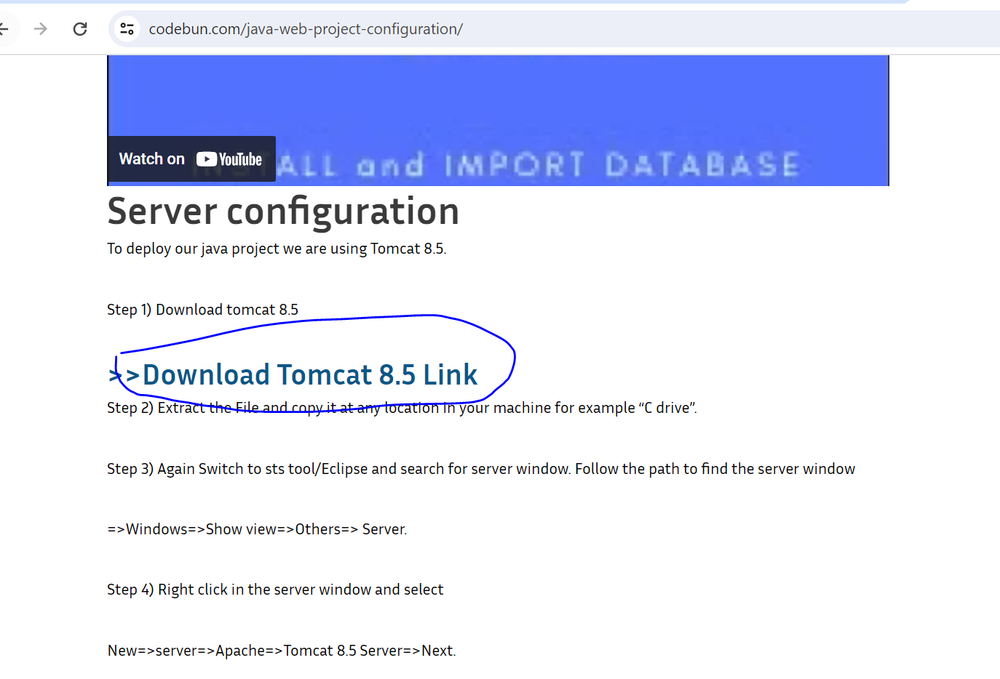 codebun.com/java-web-project-configuration/
Watch on YouTube
INSTALL and IMPORT DATABASE
Server configuration
To deploy our java project we are using Tomcat 8.5.
Step 1) Download tomcat 8.5
>>Download Tomcat 8.5 Link
Step 2) Extract the File and copy it at any location in your machine for example “C drive”.
Step 3) Again Switch to sts tool/Eclipse and search for server window. Follow the path to find the server window
=>Windows=>Show view=>Others=> Server.
Step 4) Right click in the server window and select
New=>server=>Apache=>Tomcat 8.5 Server=>Next.